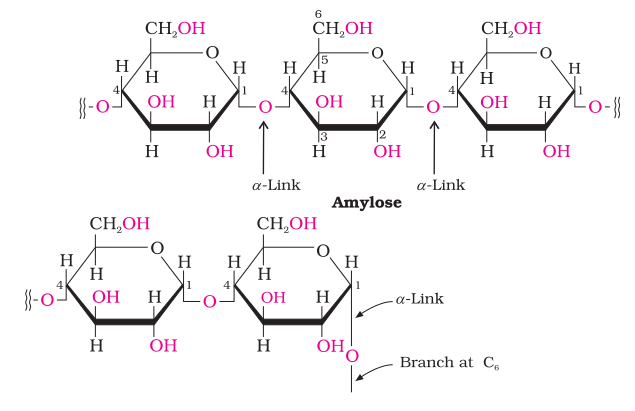 6
CH₂OH CH₂OH CH₂OH
O 5 O O
H H H H H H H H H
4 1 4 1 4 1
O OH H O OH H O OH H O
3 2
H OH H OH H OH
α-Link α-Link
Amylose
CH₂OH CH₂OH
O O
H H H H H H
4 1 4 1
O OH H O OH H α-Link
H OH H OH O
Branch at C₆